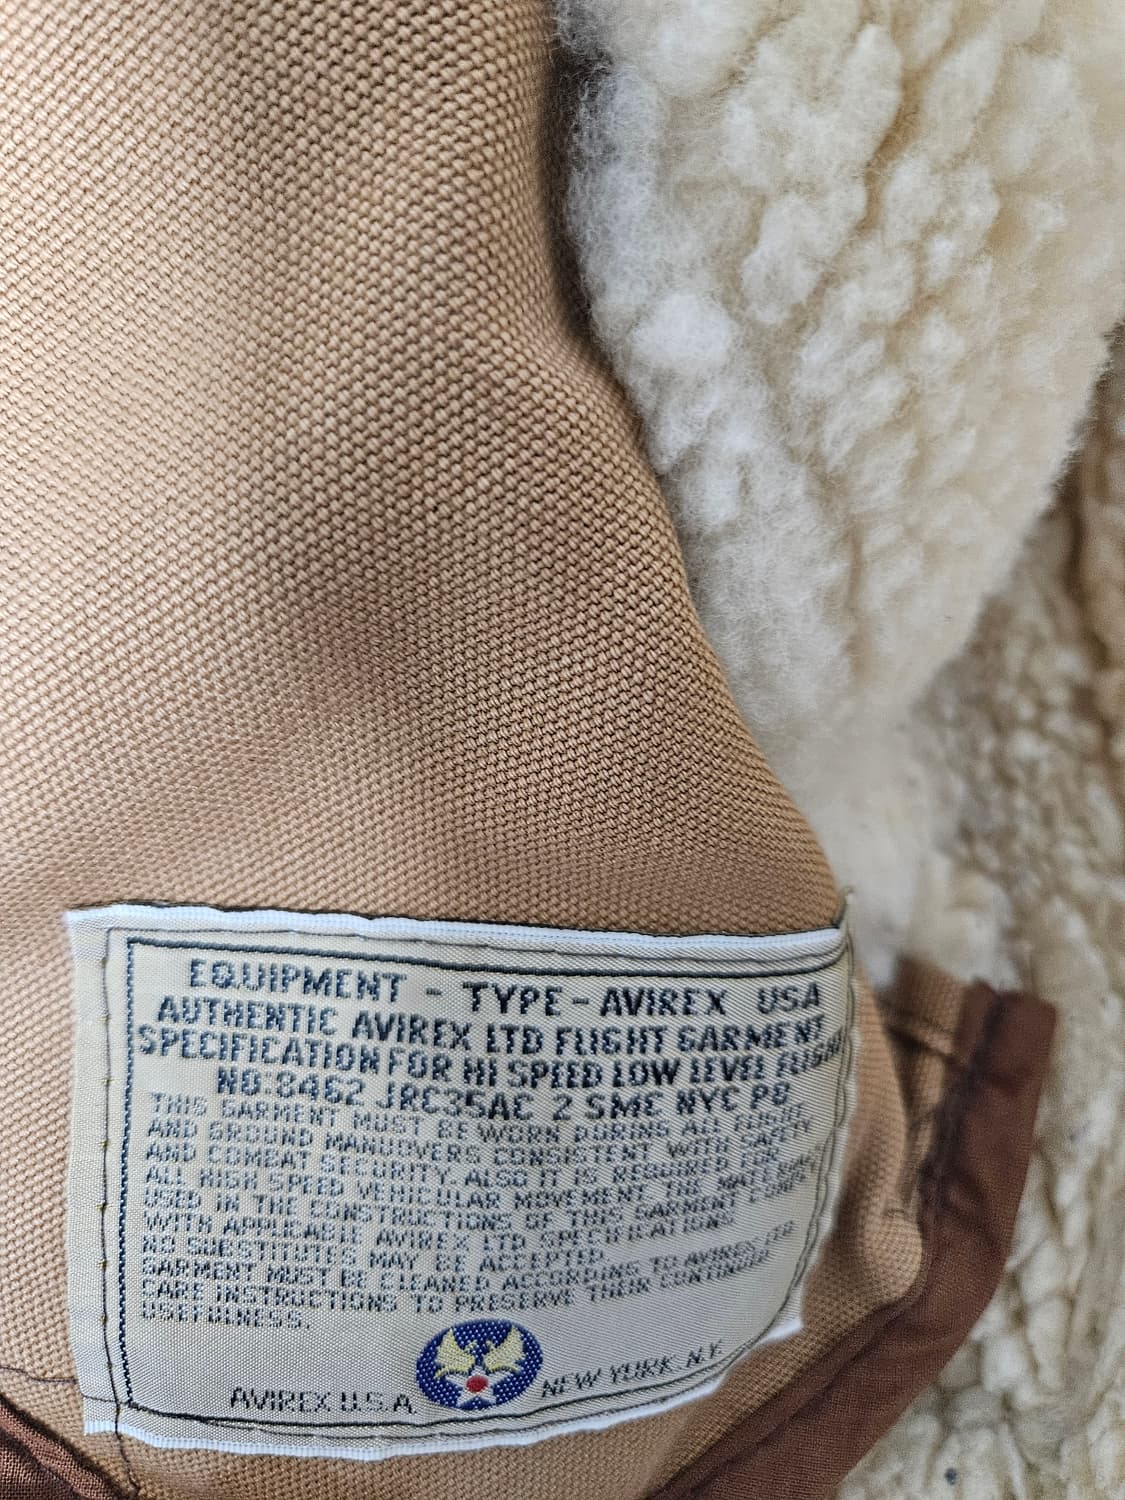 EQUIPMENT - TYPE - AVIREX USA
AUTHENTIC AVIREX LTD FLIGHT GARMENT
SPECIFICATION FOR HI SPEED LOW LEVEL FLIGHT
NO:8462 JRC35AE 2 SME NYC P8
THIS GARMENT MUST BE WORN DURING ALL FLIGHT
AND GROUND MANUOVERS CONSISTENT WITH SAFETY
AND COMBAT SECURITY. ALSO IT IS REQUIRED FOR
ALL HIGH SPEED VEHICULAR MOVEMENT. THE MATERIALS
USED IN THE CONSTRUCTIONS OF THIS GARMENT COMPLY
WITH APPLICABLE AVIREX LTD. SPECIFICATIONS
NO SUBSTITUTES MAY BE ACCEPTED.
GARMENT MUST BE CLEANED ACCORDING TO AVIREX LTD
CARE INSTRUCTIONS TO PRESERVE THEIR CONTINUOUS
USEFULNESS.
AVIREX U.S.A. NEW YORK. N.Y.